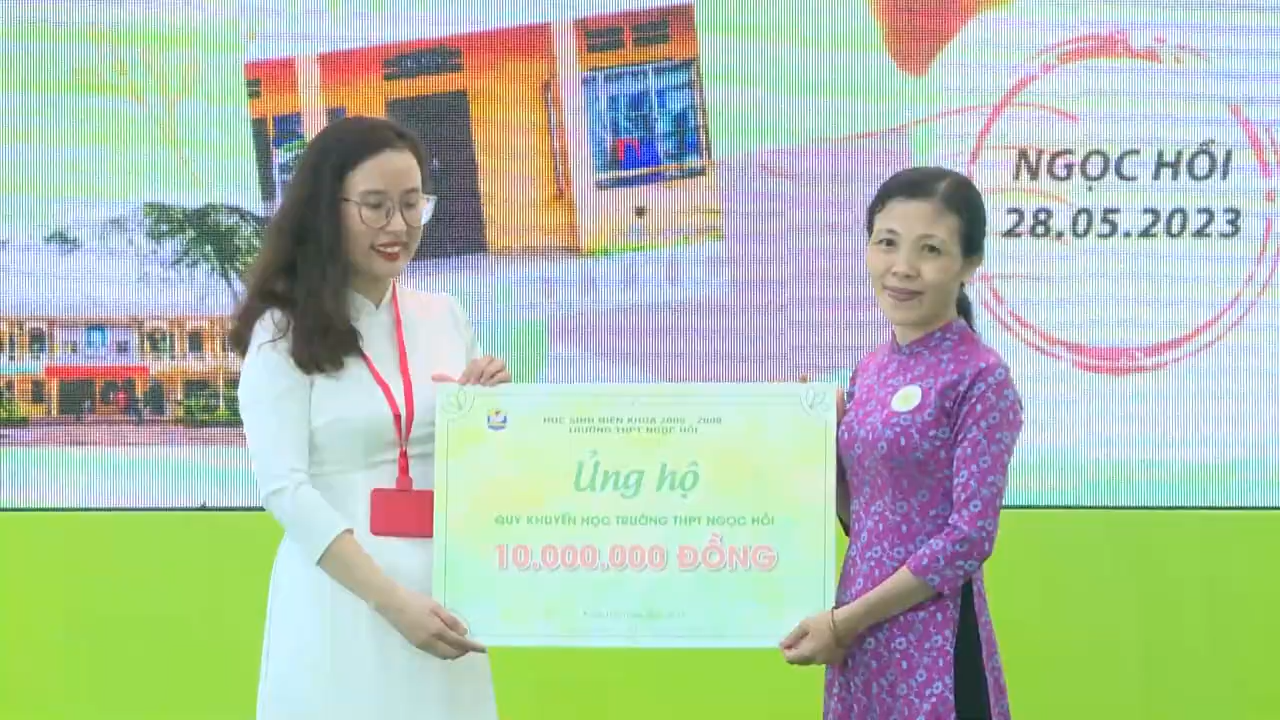 NGỌC HỒI
28.05.2023
HỌC SINH NIÊN KHÓA 2005 - 2008
TRƯỜNG THPT NGỌC HỒI
Ủng hộ
QUỸ KHUYẾN HỌC TRƯỜNG THPT NGỌC HỒI
10.000.000 ĐỒNG